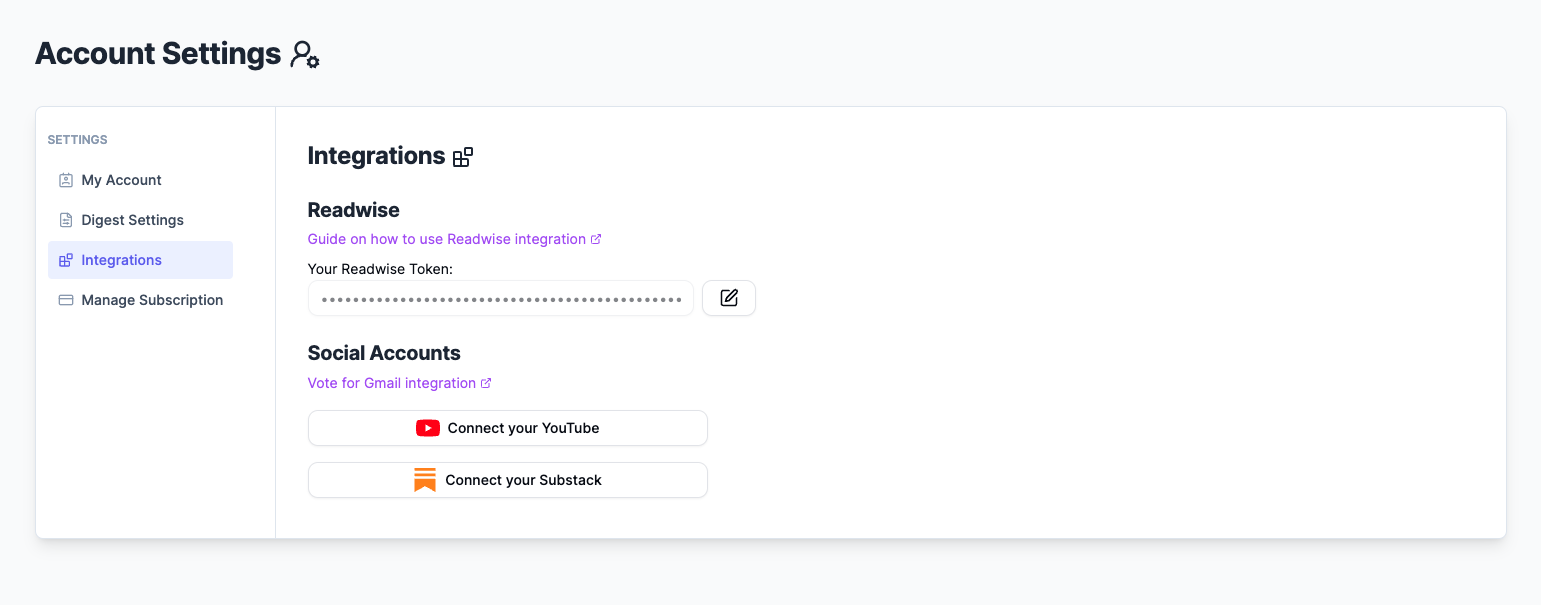 Account Settings
SETTINGS
My Account
Digest Settings
Integrations
Manage Subscription
Integrations
Readwise
Guide on how to use Readwise integration
Your Readwise Token:
Social Accounts
Vote for Gmail integration
Connect your YouTube
Connect your Substack